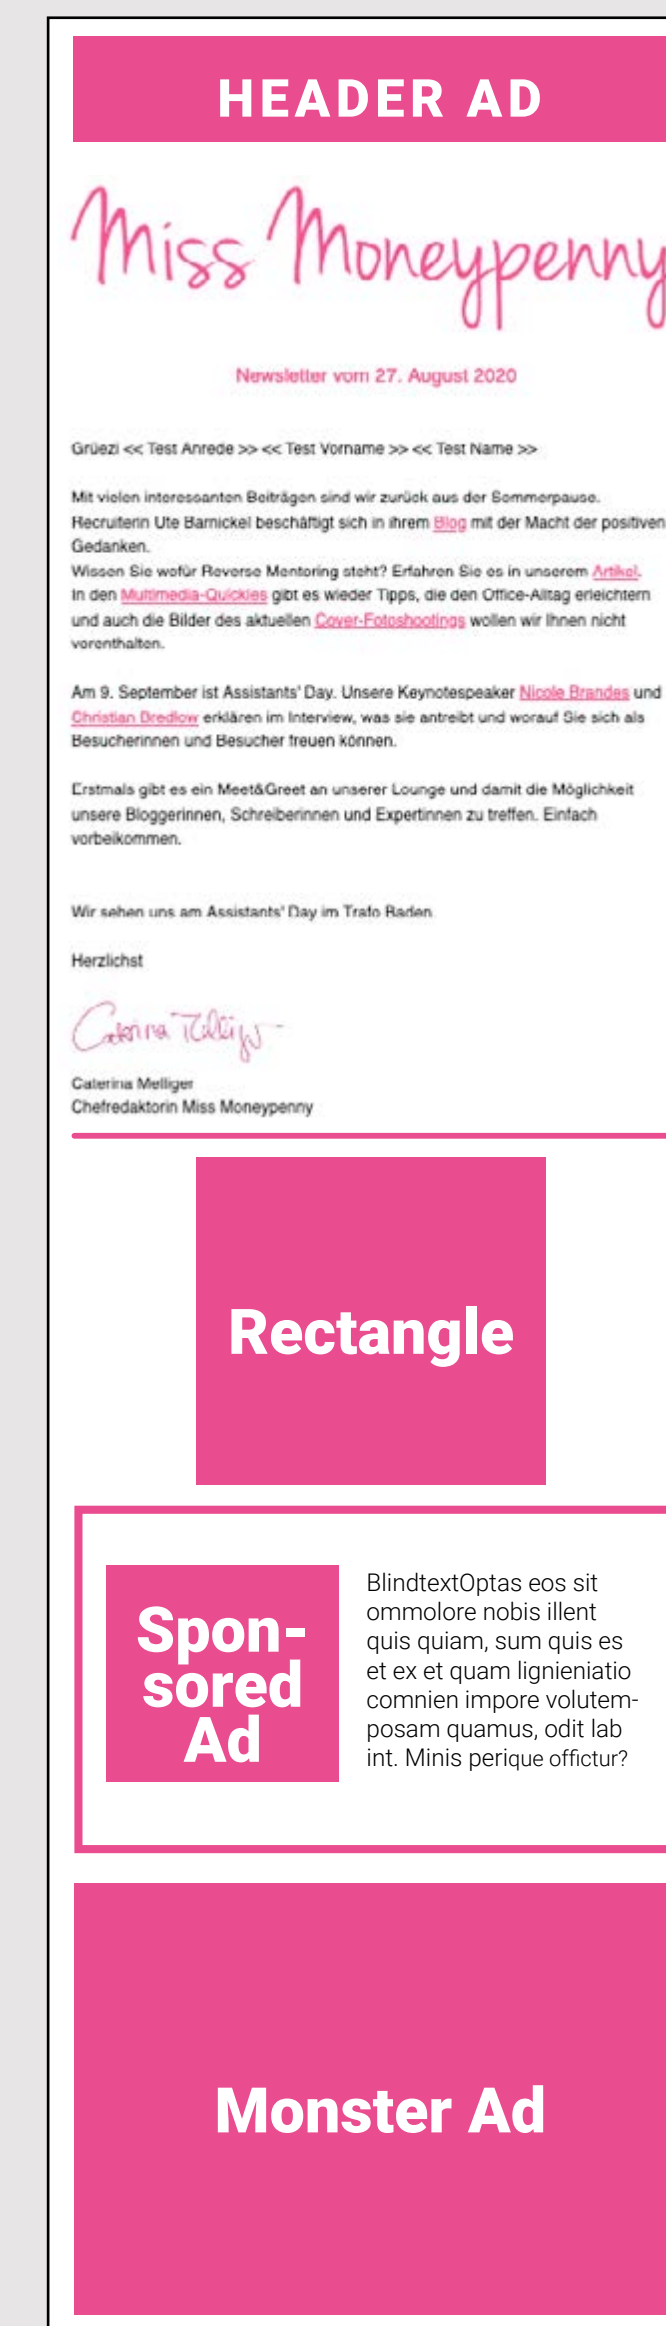 HEADER AD
Miss Moneypenny
Newsletter vom 27. August 2020
Grüezi << Test Anrede >> << Test Vorname >> << Test Name >>
Mit vielen interessanten Beiträgen sind wir zurück aus der Sommerpause.
Recruiterin Ute Barnickel beschäftigt sich in ihrem Blog mit der Macht der positiven
Gedanken.
Wissen Sie wofür Reverse Mentoring steht? Erfahren Sie es in unserem Artikel.
In den Multimedia-Quickies gibt es wieder Tipps, die den Office-Alltag erleichtern
und auch die Bilder des aktuellen Cover-Fotoshootings wollen wir Ihnen nicht
vorenthalten.
Am 9. September ist Assistants' Day. Unsere Keynotespeaker Nicole Brandes und
Christian Dredlow erklären im Interview, was sie antreibt und worauf Sie sich als
Besucherinnen und Besucher freuen können.
Erstmals gibt es ein Meet&Greet an unserer Lounge und damit die Möglichkeit
unsere Bloggerinnen, Schreiberinnen und Expertinnen zu treffen. Einfach
vorbeikommen.
Wir sehen uns am Assistants' Day im Trafo Baden
Herzlichst
Caterina Melliger
Chefredaktorin Miss Moneypenny
Rectangle
Spon-
sored
Ad
BlindtextOptas eos sit
ommolore nobis illent
quis quiam, sum quis es
et ex et quam lignieniatio
comnien impore volutem-
posam quamus, odit lab
int. Minis perique offictur?
Monster Ad